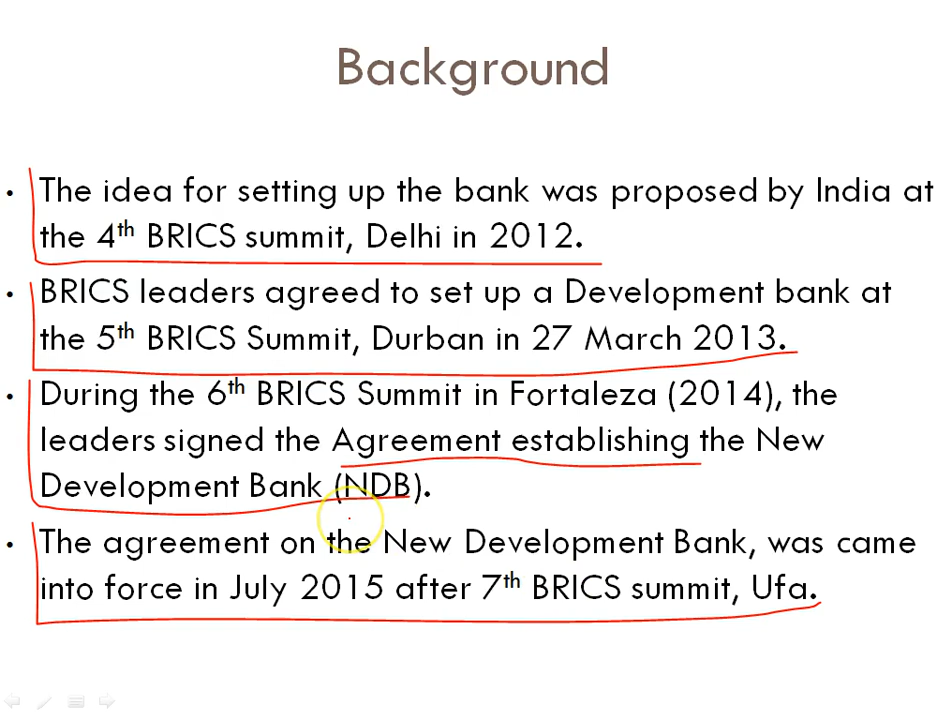 Background
• The idea for setting up the bank was proposed by India at
the 4th BRICS summit, Delhi in 2012.
• BRICS leaders agreed to set up a Development bank at
the 5th BRICS Summit, Durban in 27 March 2013.
• During the 6th BRICS Summit in Fortaleza (2014), the
leaders signed the Agreement establishing the New
Development Bank (NDB).
• The agreement on the New Development Bank, was came
into force in July 2015 after 7th BRICS summit, Ufa.